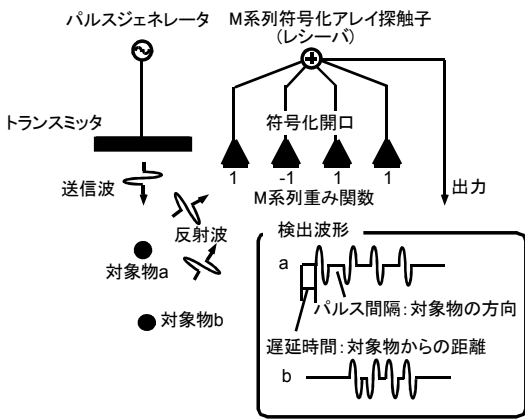 パルスジェネレータ
M系列符号化アレイ探触子
(レシーバ)
トランスミッタ
符号化開口
1 -1 1 1
M系列重み関数
送信波
反射波
出力
対象物a
対象物b
検出波形
a
パルス間隔:対象物の方向
遅延時間:対象物からの距離
b